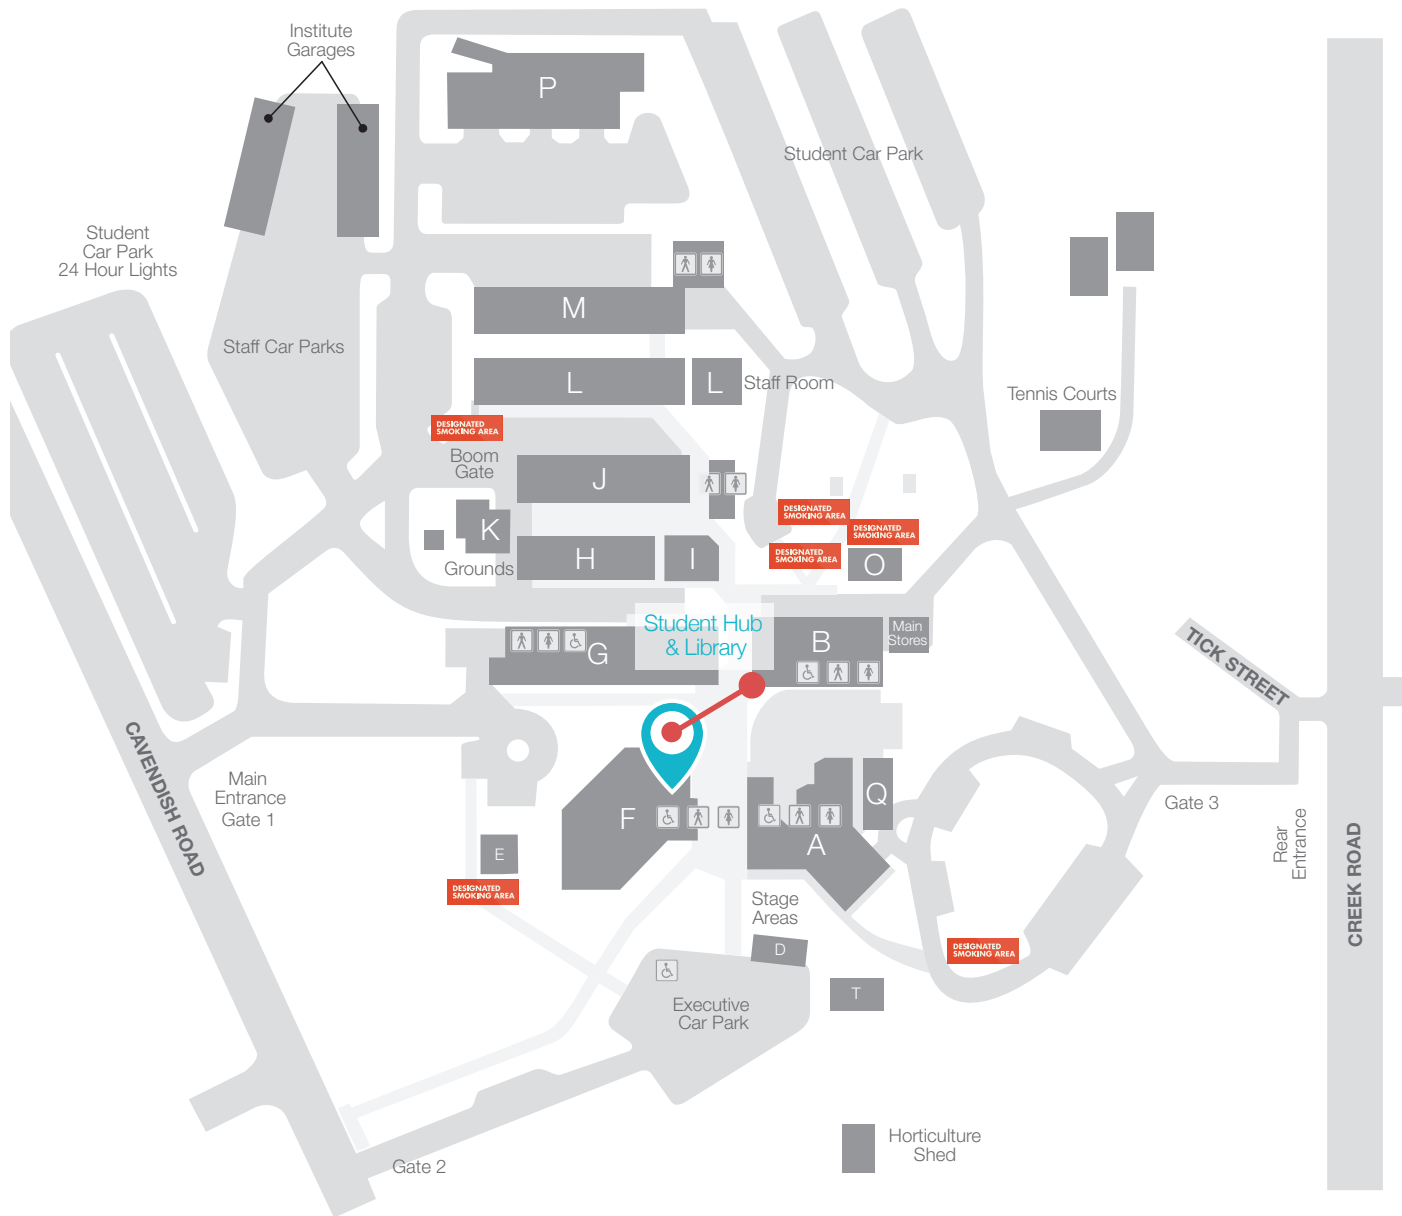 Institute
Garages
P
Student Car Park
Student
Car Park
24 Hour Lights
M
Staff Car Parks
L
L
Staff Room
Tennis Courts
DESIGNATED
SMOKING AREA
Boom
Gate
J
K
DESIGNATED
SMOKING AREA
DESIGNATED
SMOKING AREA
DESIGNATED
SMOKING AREA
Grounds
H
I
O
Student Hub
& Library
G
B
Main
Stores
TICK STREET
CAVENDISH ROAD
Main
Entrance
Gate 1
F
A
Q
Gate 3
Rear
Entrance
CREEK ROAD
E
DESIGNATED
SMOKING AREA
Stage
Areas
D
DESIGNATED
SMOKING AREA
T
Executive
Car Park
Horticulture
Shed
Gate 2